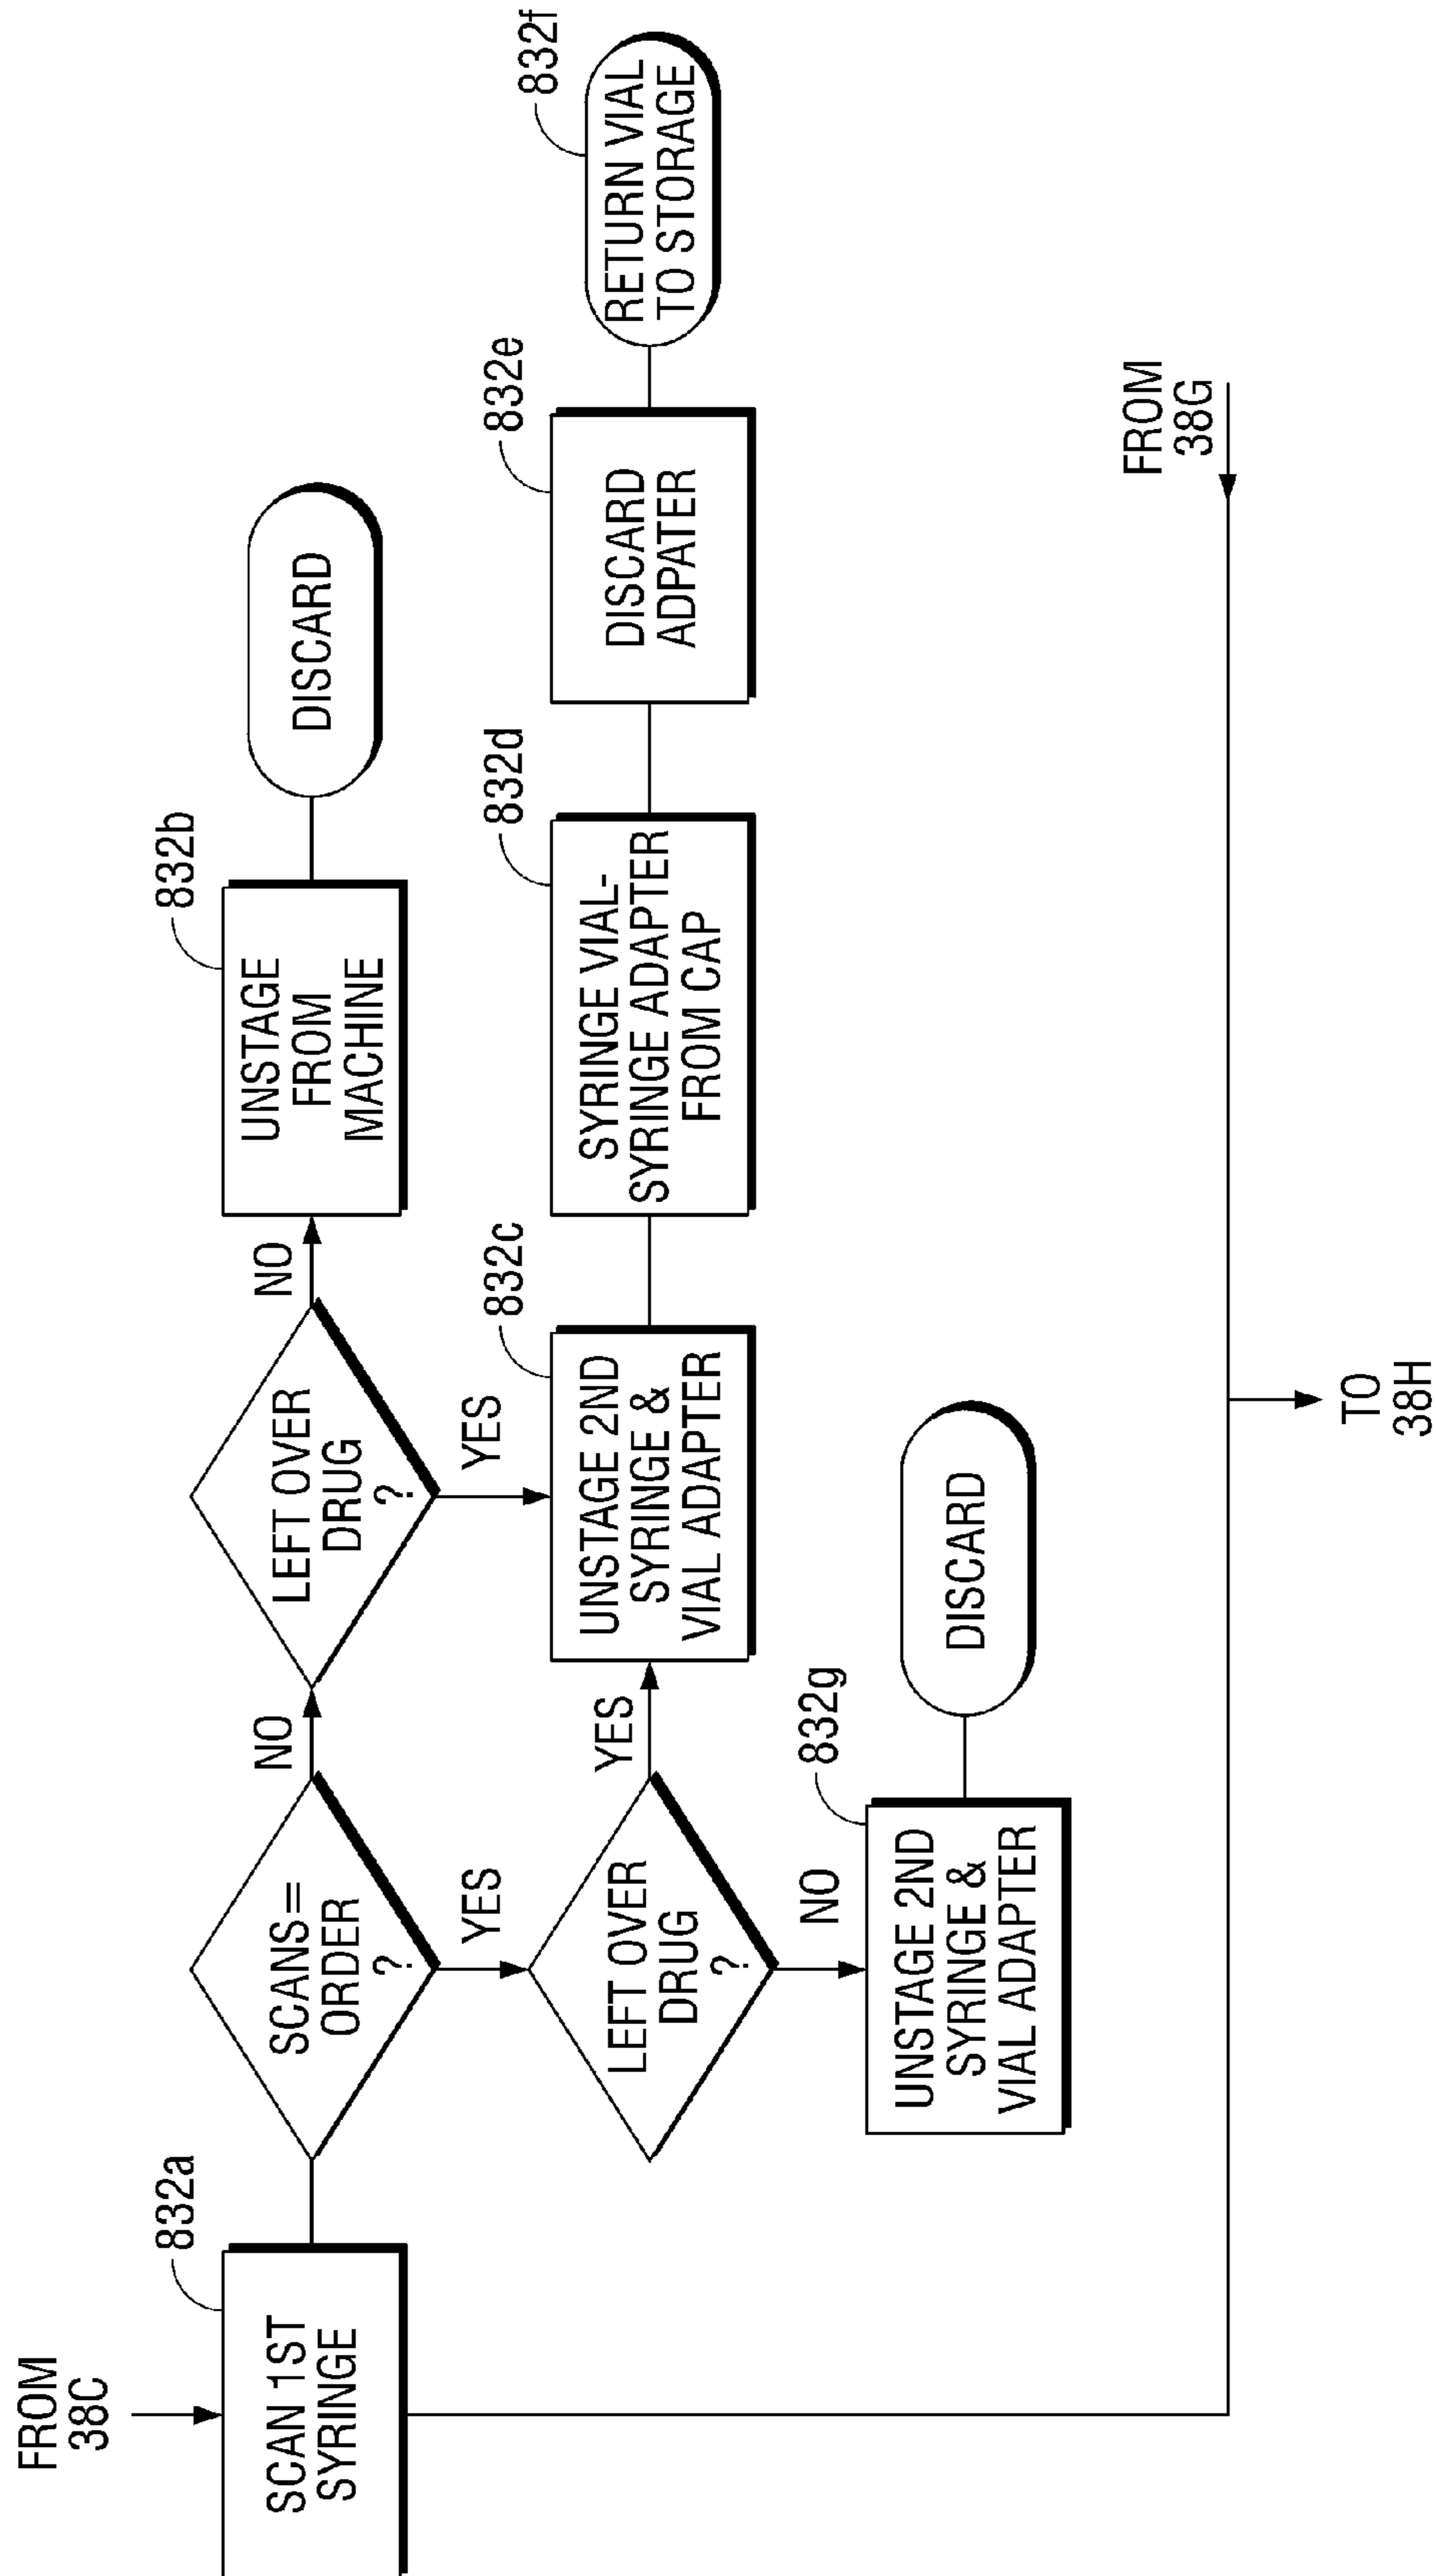 FROM
38C
832a
SCAN 1ST
SYRINGE
SCANS=
ORDER
?
NO
YES
LEFT OVER
DRUG
?
NO
YES
832b
UNSTAGE
FROM
MACHINE
DISCARD
LEFT OVER
DRUG
?
YES
NO
832c
UNSTAGE 2ND
SYRINGE &
VIAL ADAPTER
832d
SYRINGE VIAL-
SYRINGE ADAPTER
FROM CAP
832e
DISCARD
ADPATER
832f
RETURN VIAL
TO STORAGE
832g
UNSTAGE 2ND
SYRINGE &
VIAL ADAPTER
DISCARD
FROM
38G
TO
38H